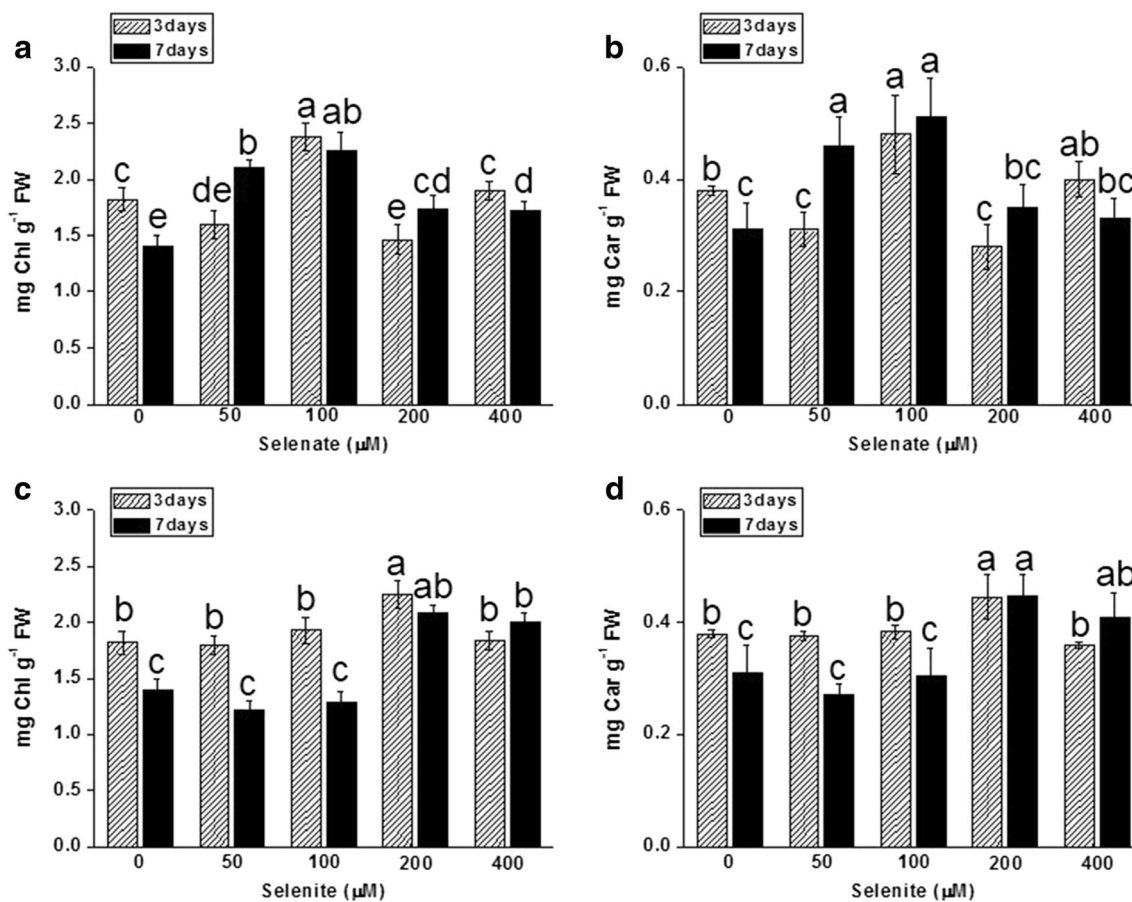 a
3days
7days
mg Chl g⁻¹ FW
3.0
2.5
2.0
1.5
1.0
0.5
0.0
c e de b a ab e cd c d
0 50 100 200 400
Selenate (µM)
b
3days
7days
mg Car g⁻¹ FW
0.6
0.4
0.2
0.0
b c c a a a c bc ab bc
0 50 100 200 400
Selenate (µM)
c
3days
7days
mg Chl g⁻¹ FW
3.0
2.5
2.0
1.5
1.0
0.5
0.0
b c b c b c a ab b b
0 50 100 200 400
Selenite (µM)
d
3days
7days
mg Car g⁻¹ FW
0.6
0.4
0.2
0.0
b c b c b c a a b ab
0 50 100 200 400
Selenite (µM)